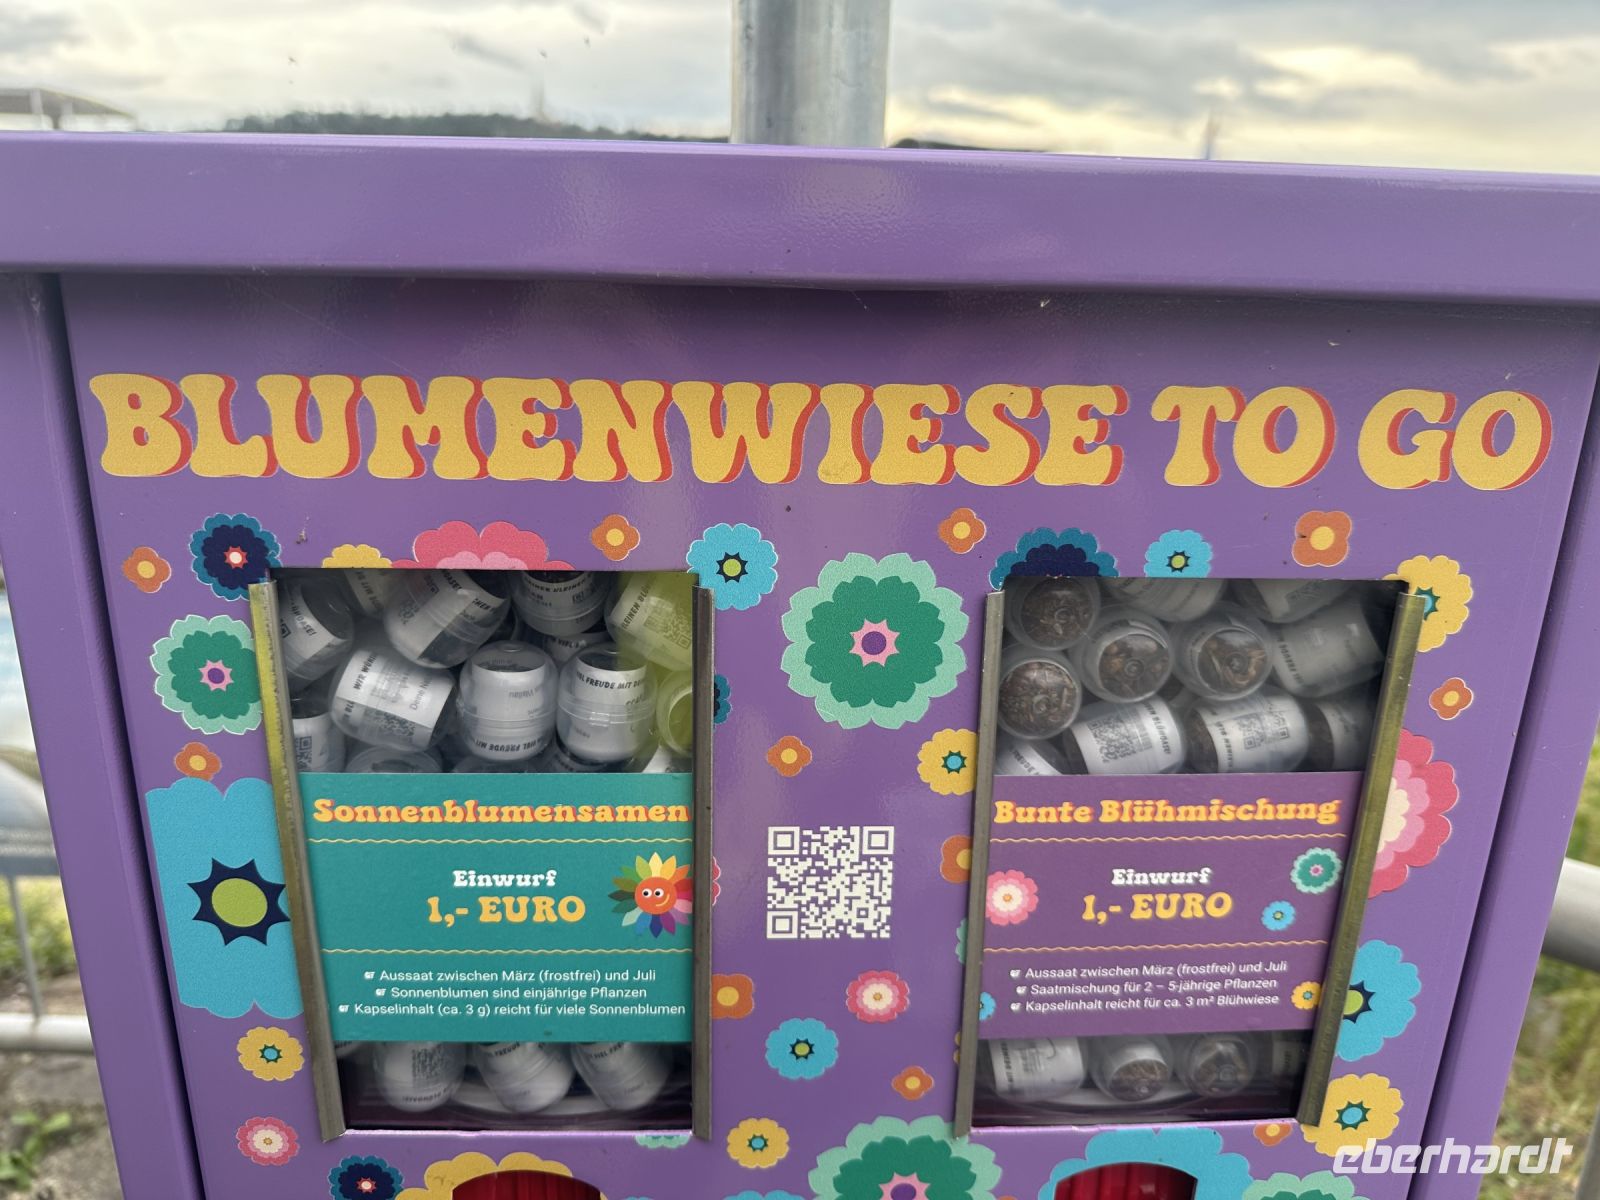 BLUMENWIESE TO GO
Sonnenblumensamen
Einwurf
1,- EURO
Aussaat zwischen März (frostfrei) und Juli
Sonnenblumen sind einjährige Pflanzen
Kapselinhalt (ca. 3 g) reicht für viele Sonnenblumen
Bunte Blühmischung
Einwurf
1,- EURO
Aussaat zwischen März (frostfrei) und Juli
Saatmischung für 2 – 5-jährige Pflanzen
Kapselinhalt reicht für ca. 3 m² Blühwiese
eberhardt